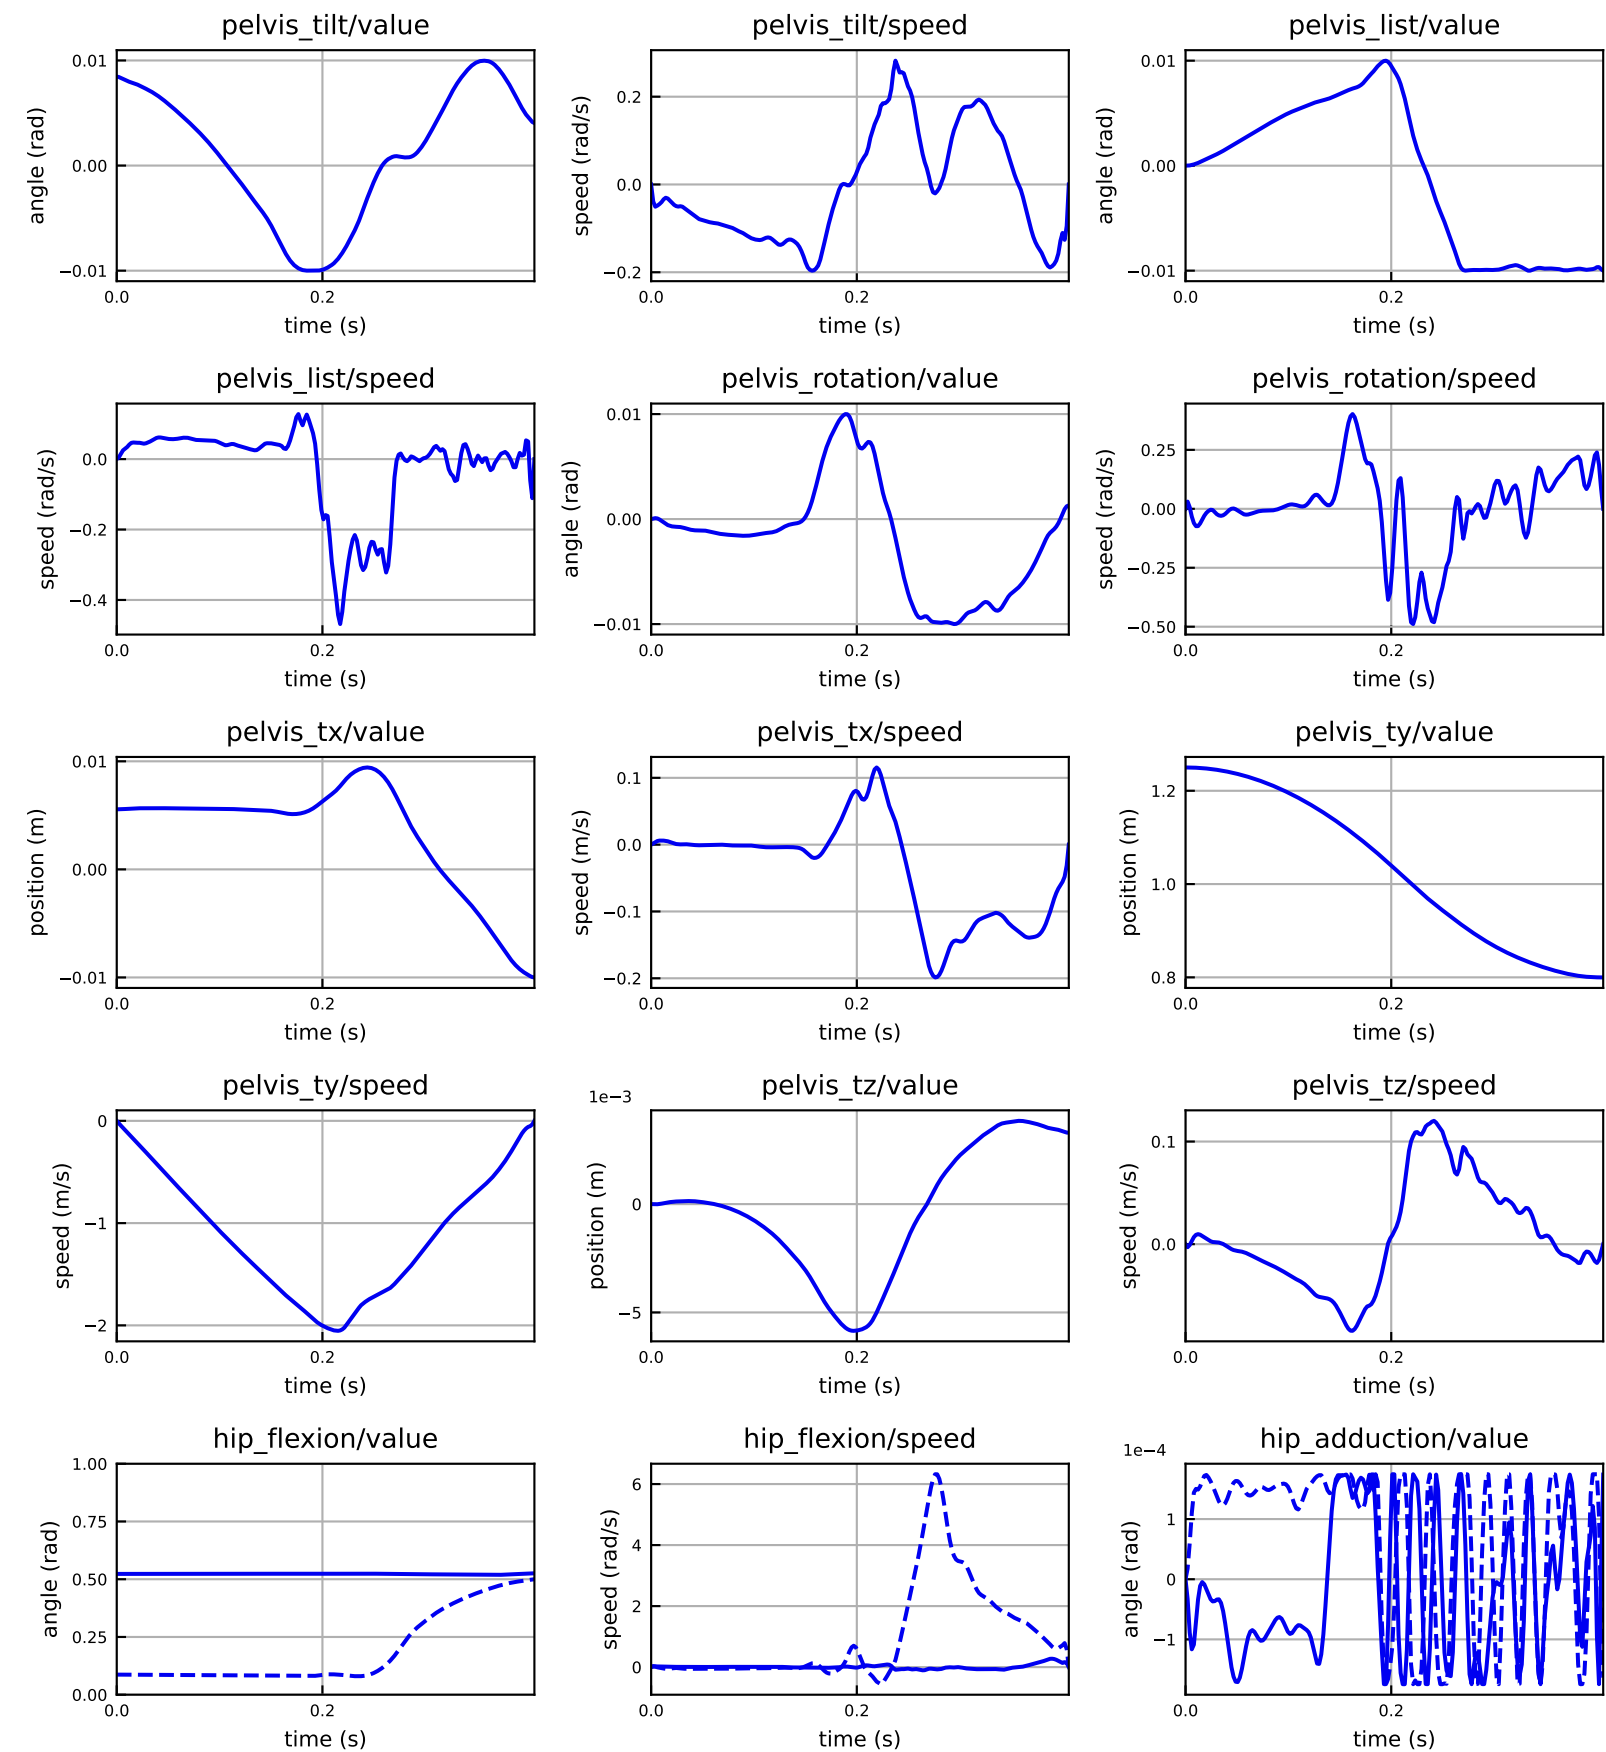 pelvis_tilt/value
pelvis_tilt/speed
pelvis_list/value
0.01
0.00
−0.01
angle (rad)
0.0
0.2
time (s)
0.2
0.0
−0.2
speed (rad/s)
0.0
0.2
time (s)
0.01
0.00
−0.01
angle (rad)
0.0
0.2
time (s)
pelvis_list/speed
pelvis_rotation/value
pelvis_rotation/speed
0.0
−0.2
−0.4
speed (rad/s)
0.0
0.2
time (s)
0.01
0.00
−0.01
angle (rad)
0.0
0.2
time (s)
0.25
0.00
−0.25
−0.50
speed (rad/s)
0.0
0.2
time (s)
pelvis_tx/value
pelvis_tx/speed
pelvis_ty/value
0.01
0.00
−0.01
position (m)
0.0
0.2
time (s)
0.1
0.0
−0.1
−0.2
speed (m/s)
0.0
0.2
time (s)
1.2
1.0
0.8
position (m)
0.0
0.2
time (s)
pelvis_ty/speed
pelvis_tz/value
pelvis_tz/speed
0
−1
−2
speed (m/s)
0.0
0.2
time (s)
1e−3
0
−5
position (m)
0.0
0.2
time (s)
0.1
0.0
speed (m/s)
0.0
0.2
time (s)
hip_flexion/value
hip_flexion/speed
hip_adduction/value
1.00
0.75
0.50
0.25
0.00
angle (rad)
0.0
0.2
time (s)
6
4
2
0
speed (rad/s)
0.0
0.2
time (s)
1e−4
1
0
−1
angle (rad)
0.0
0.2
time (s)